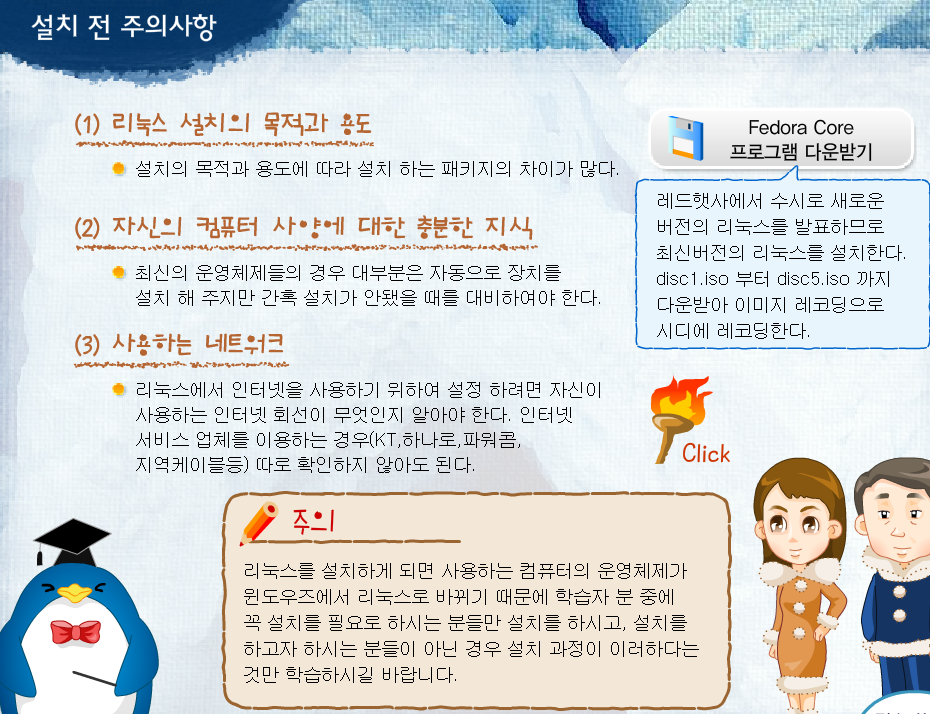 설치 전 주의사항
(1) 리눅스 설치의 목적과 용도
설치의 목적과 용도에 따라 설치 하는 패키지의 차이가 많다.
(2) 자신의 컴퓨터 사양에 대한 충분한 지식
최신의 운영체제들의 경우 대부분은 자동으로 장치를
설치 해 주지만 간혹 설치가 안됐을 때를 대비하여야 한다.
(3) 사용하는 네트워크
리눅스에서 인터넷을 사용하기 위하여 설정 하려면 자신이
사용하는 인터넷 회선이 무엇인지 알아야 한다. 인터넷
서비스 업체를 이용하는 경우(KT,하나로,파워콤,
지역케이블등) 따로 확인하지 않아도 된다.
Fedora Core
프로그램 다운받기
레드햇사에서 수시로 새로운
버전의 리눅스를 발표하므로
최신버전의 리눅스를 설치한다.
disc1.iso 부터 disc5.iso 까지
다운받아 이미지 레코딩으로
시디에 레코딩한다.
Click
주의
리눅스를 설치하게 되면 사용하는 컴퓨터의 운영체제가
윈도우즈에서 리눅스로 바뀌기 때문에 학습자 분 중에
꼭 설치를 필요로 하시는 분들만 설치를 하시고, 설치를
하고자 하시는 분들이 아닌 경우 설치 과정이 이러하다는
것만 학습하시길 바랍니다.